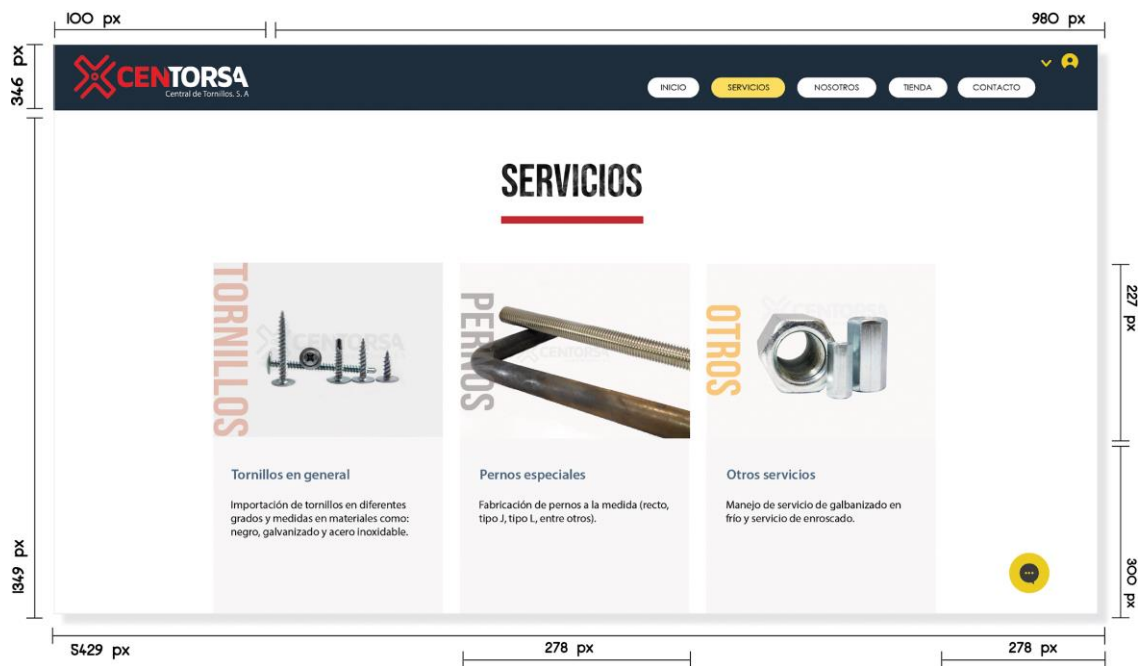 100 px
980 px
346 px
CENTORSA
Central de Tornillos. S. A
INICIO
SERVICIOS
NOSOTROS
TIENDA
CONTACTO
1349 px
SERVICIOS
TORNILLOS
CENTORSA
PERNOS
CENTORSA
OTROS
CENTORSA
227 px
Tornillos en general
Importación de tornillos en diferentes
grados y medidas en materiales como:
negro, galvanizado y acero inoxidable.
Pernos especiales
Fabricación de pernos a la medida (recto,
tipo J, tipo L, entre otros).
Otros servicios
Manejo de servicio de galbanizado en
frío y servicio de enroscado.
300 px
5429 px
278 px
278 px